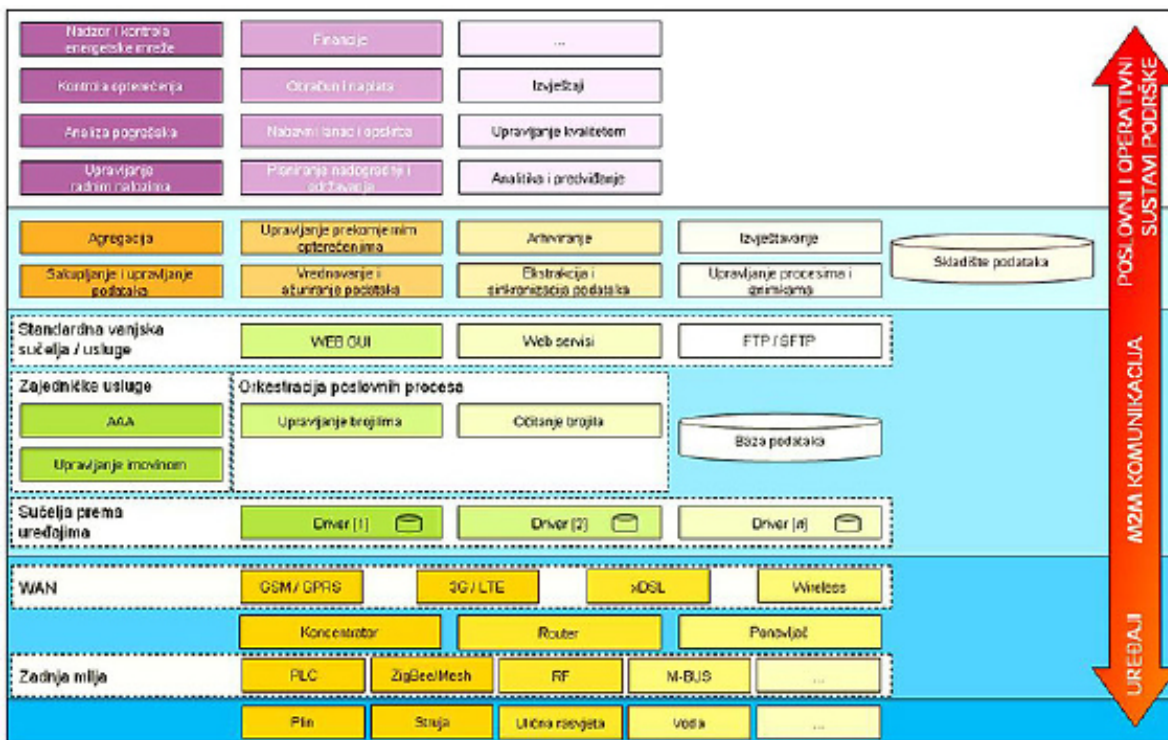 Nadzor i kontrola
energetske mreže
Financije
...
Kontrola opterećenja
Obračun i naplata
Izvještaji
Analiza pogrešaka
Nabavni lanac i opskrba
Upravljanje kvalitetom
Upravljanje
radnim nalozima
Planiranje nadogradnji i
održavanja
Analitika i predviđanje
Agregacija
Upravljanje prekomjernim
opterećenjima
Arhiviranje
Izvještavanje
Skladište podataka
Sakupljanje i upravljanje
podataka
Vrednovanje i
ažuriranje podataka
Ekstrakcija i
sinkronizacija podataka
Upravljanje procesima i
iznimkama
Standardna vanjska
sučelja / usluge
WEB GUI
Web servisi
FTP / SFTP
Zajedničke usluge
Orkestracija poslovnih procesa
AAA
Upravljanje brojilima
Očitanje brojila
Baza podataka
Upravljanje imovinom
Sučelja prema
uređajima
Driver [1]
Driver [2]
Driver [n]
WAN
GSM / GPRS
3G / LTE
xDSL
Wireless
Koncentrator
Router
Ponavljač
Zadnja milja
PLC
ZigBee/Mesh
RF
M-BUS
...
Plin
Struja
Ulična rasvjeta
Voda
...
POSLOVNI I OPERATIVNI
SUSTAVI PODRŠKE
M2M KOMUNIKACIJA
UREĐAJI